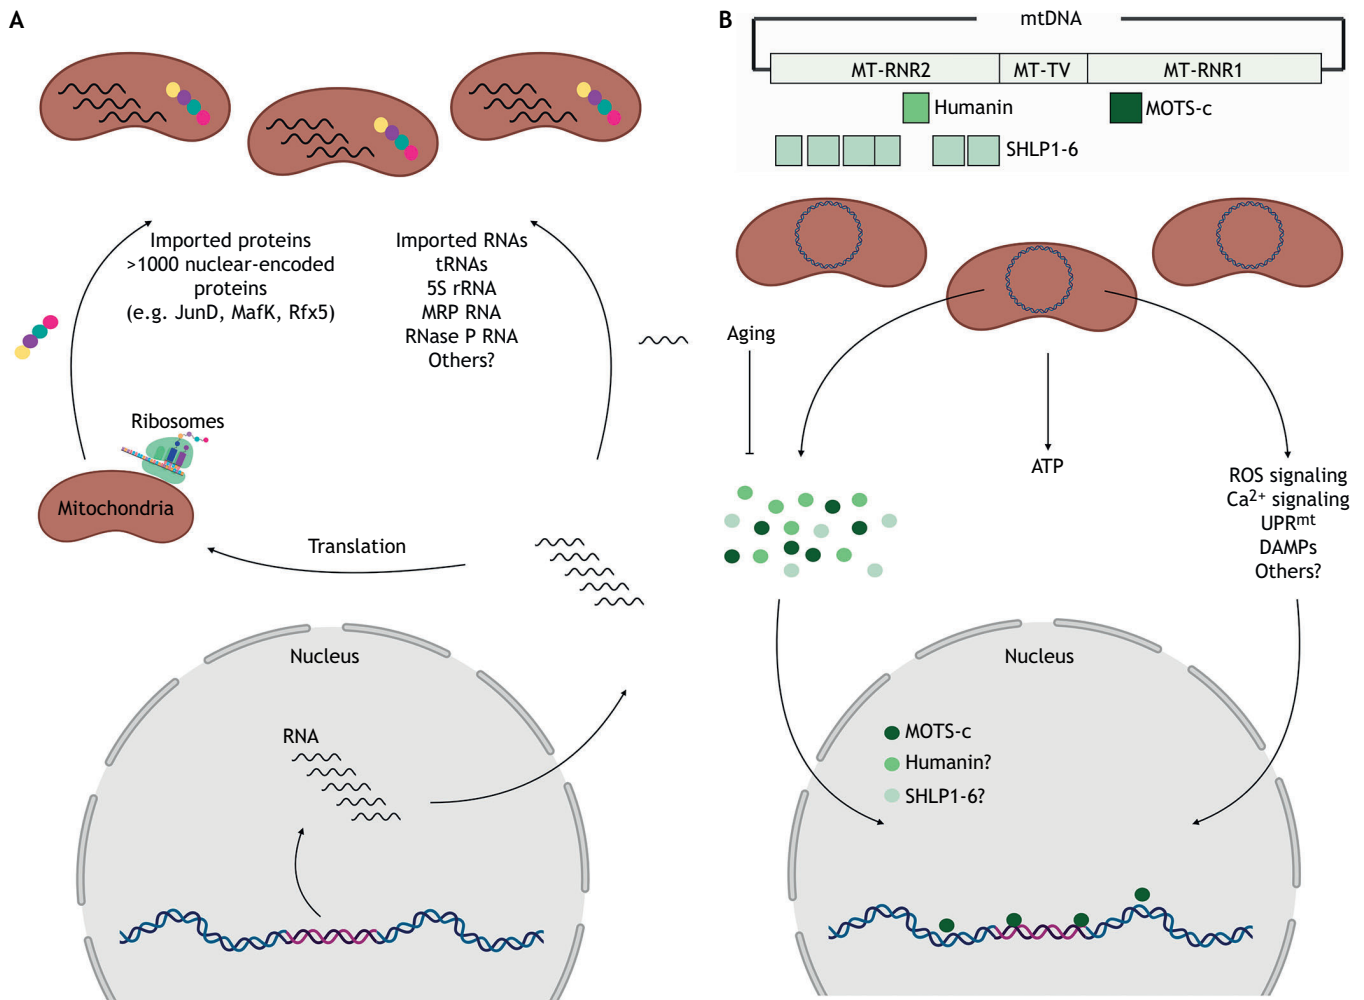 A
Imported proteins
>1000 nuclear-encoded
proteins
(e.g. JunD, MafK, Rfx5)
Imported RNAs
tRNAs
5S rRNA
MRP RNA
RNase P RNA
Others?
Ribosomes
Mitochondria
Translation
Nucleus
RNA
B
mtDNA
MT-RNR2 MT-TV MT-RNR1
Humanin MOTS-c
SHLP1-6
Aging
ATP
ROS signaling
Ca²⁺ signaling
UPRᵐᵗ
DAMPs
Others?
Nucleus
MOTS-c
Humanin?
SHLP1-6?